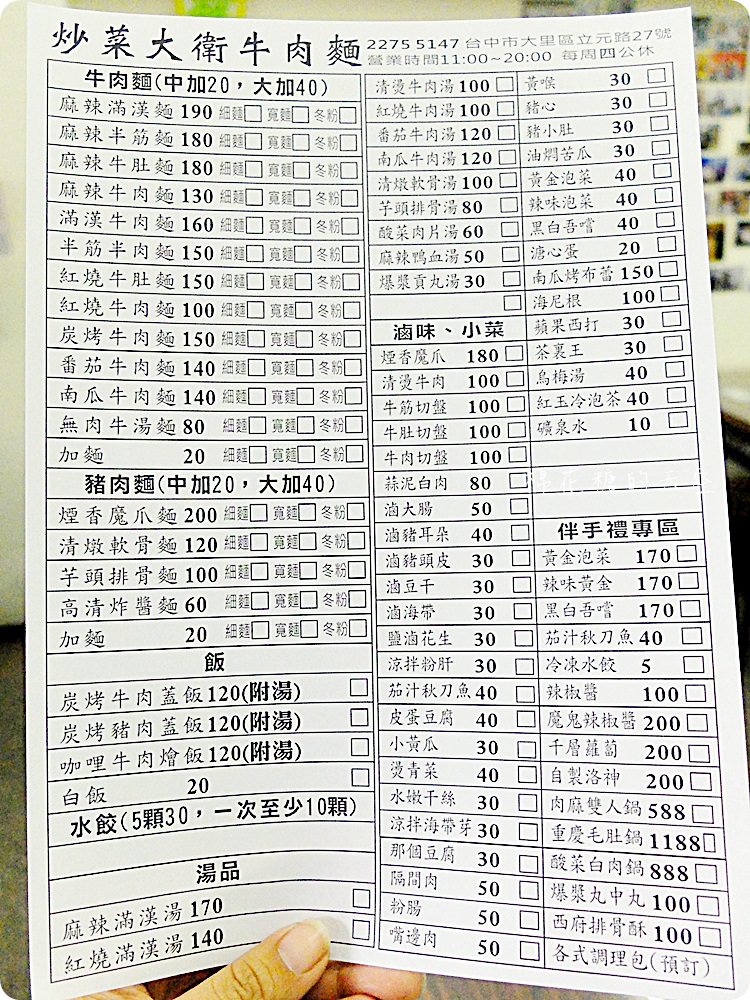 炒菜大衛牛肉麵
2275 5147 台中市大里區立元路27號
營業時間11:00~20:00 每周四公休
牛肉麵(中加20，大加40)
麻辣滿漢麵 190 細麵 寬麵 冬粉
麻辣半筋麵 180 細麵 寬麵 冬粉
麻辣牛肚麵 180 細麵 寬麵 冬粉
麻辣牛肉麵 130 細麵 寬麵 冬粉
滿漢牛肉麵 160 細麵 寬麵 冬粉
半筋半肉麵 150 細麵 寬麵 冬粉
紅燒牛肚麵 150 細麵 寬麵 冬粉
紅燒牛肉麵 100 細麵 寬麵 冬粉
炭烤牛肉麵 150 細麵 寬麵 冬粉
番茄牛肉麵 140 細麵 寬麵 冬粉
南瓜牛肉麵 140 細麵 寬麵 冬粉
無肉牛湯麵 80 細麵 寬麵 冬粉
加麵 20 細麵 寬麵 冬粉
豬肉麵(中加20，大加40)
煙香魔爪麵 200 細麵 寬麵 冬粉
清燉軟骨麵 120 細麵 寬麵 冬粉
芋頭排骨麵 100 細麵 寬麵 冬粉
高清炸醬麵 60 細麵 寬麵 冬粉
加麵 20 細麵 寬麵 冬粉
飯
炭烤牛肉蓋飯120(附湯)
炭烤豬肉蓋飯120(附湯)
咖哩牛肉燴飯120(附湯)
白飯 20
水餃(5顆30，一次至少10顆)
湯品
麻辣滿漢湯 170
紅燒滿漢湯 140
清燙牛肉湯 100
紅燒牛肉湯 100
番茄牛肉湯 120
南瓜牛肉湯 120
清燉軟骨湯 100
芋頭排骨湯 80
酸菜肉片湯 60
麻辣鴨血湯 50
爆漿貢丸湯 30
滷味、小菜
煙香魔爪 180
清燙牛肉 100
牛筋切盤 100
牛肚切盤 100
牛肉切盤 100
蒜泥白肉 80
滷大腸 50
滷豬耳朵 40
滷豬頭皮 30
滷豆干 30
滷海帶 30
鹽滷花生 30
涼拌粉肝 30
茄汁秋刀魚 40
皮蛋豆腐 40
小黃瓜 30
燙青菜 40
水嫩干絲 30
涼拌海帶芽 30
那個豆腐 30
隔間肉 50
粉腸 50
嘴邊肉 50
黃喉 30
豬心 30
豬小肚 30
油燜苦瓜 30
黃金泡菜 40
辣味泡菜 40
黑白吾嚐 40
溏心蛋 20
南瓜烤布蕾 150
海尼根 100
蘋果西打 30
茶裏王 30
烏梅湯 40
紅玉冷泡茶 40
礦泉水 10
伴手禮專區
黃金泡菜 170
辣味黃金 170
黑白吾嚐 170
茄汁秋刀魚 40
冷凍水餃 5
辣椒醬 100
魔鬼辣椒醬 200
千層蘿蔔 200
自製洛神 200
肉麻雙人鍋 588
重慶毛肚鍋 1188
酸菜白肉鍋 888
爆漿丸中丸 100
西府排骨酥 100
各式調理包(預訂)